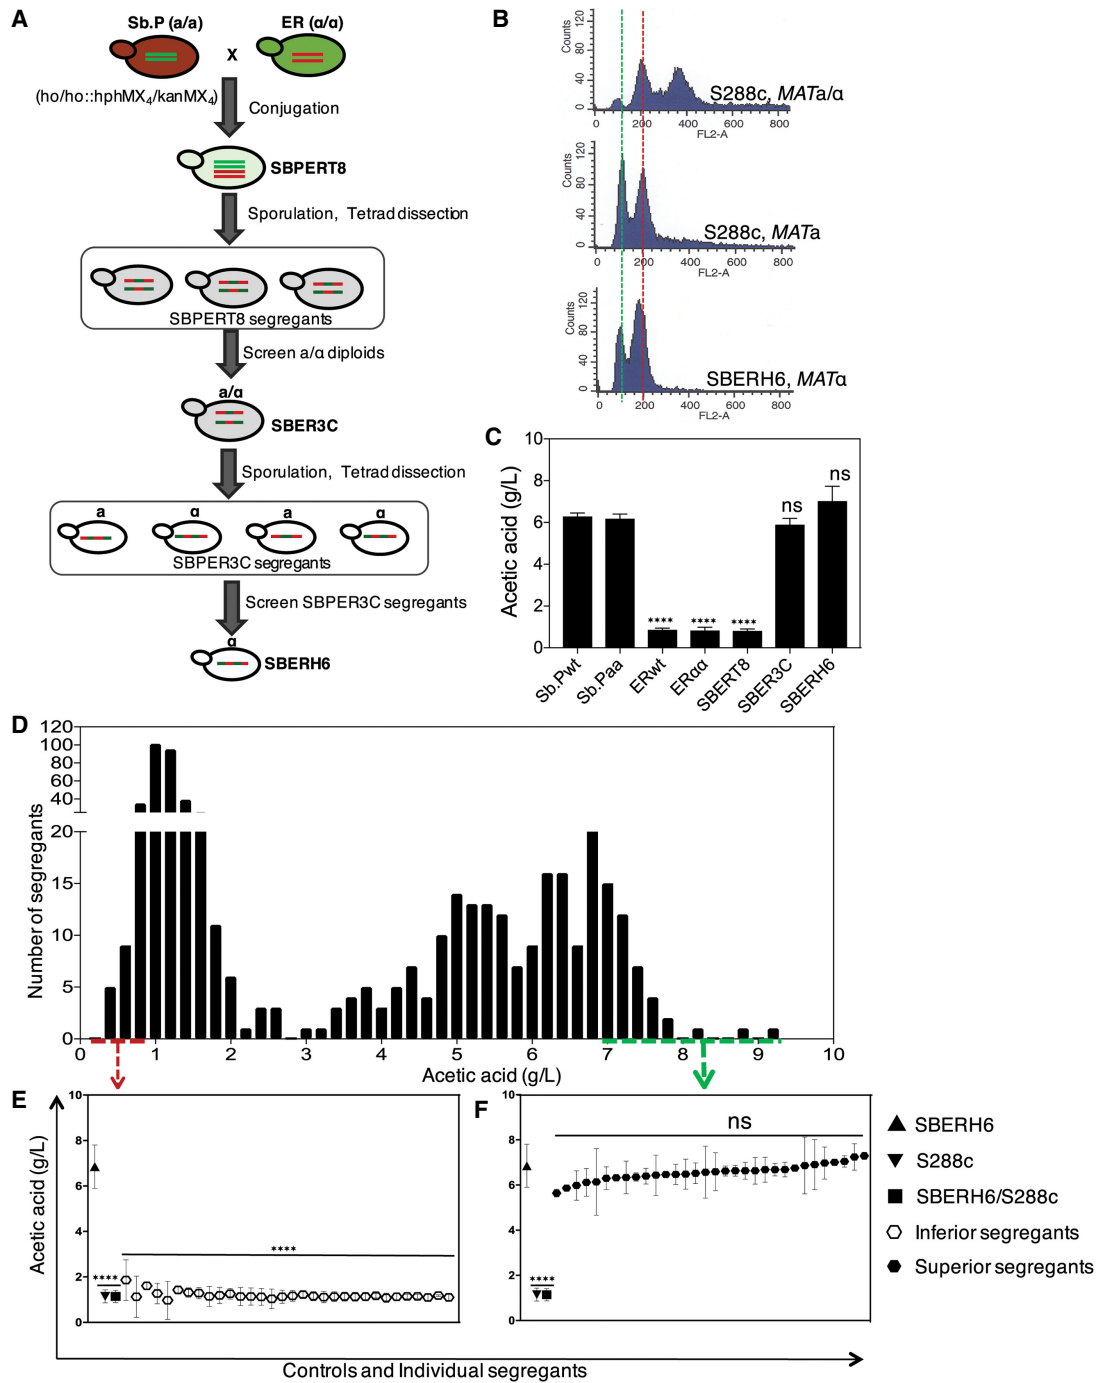 A
Sb.P (a/a)
ER (α/α)
X
(ho/ho::hphMX4/kanMX4)
Conjugation
SBPERT8
Sporulation, Tetrad dissection
SBPERT8 segregants
Screen a/α diploids
a/α
SBER3C
Sporulation, Tetrad dissection
a α a α
SBPER3C segregants
Screen SBPER3C segregants
α
SBERH6
B
Counts
120
80
40
0
S288c, MATa/α
0 200 400 600 800
FL2-A
Counts
120
80
40
0
S288c, MATa
0 200 400 600 800
FL2-A
Counts
120
80
40
0
SBERH6, MATα
0 200 400 600 800
FL2-A
C
Acetic acid (g/L)
10
8
6
4
2
0
**** **** **** ns ns
Sb.Pwt
Sb.Paa
ERwt
ERαα
SBERT8
SBER3C
SBERH6
D
Number of segregants
120
100
80
60
40
20
15
10
5
0
0 1 2 3 4 5 6 7 8 9 10
Acetic acid (g/L)
E
Acetic acid (g/L)
10
8
6
4
2
0
****
****
F
10
8
6
4
2
0
ns
****
SBERH6
S288c
SBERH6/S288c
Inferior segregants
Superior segregants
Controls and Individual segregants